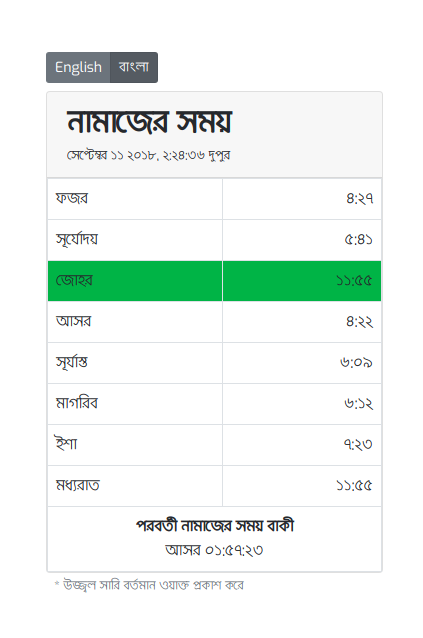 English বাংলা
নামাজের সময়
সেপ্টেম্বর ১১ ২০১৮, ২:২৪:৩৬ দুপুর
ফজর ৪:২৭
সূর্যোদয় ৫:৪১
জোহর ১১:৫৫
আসর ৪:২২
সূর্যাস্ত ৬:০৯
মাগরিব ৬:১২
ইশা ৭:২৩
মধ্যরাত ১১:৫৫
পরবর্তী নামাজের সময় বাকী
আসর ০১:৫৭:২৩
* উজ্জ্বল সারি বর্তমান ওয়াক্ত প্রকাশ করে